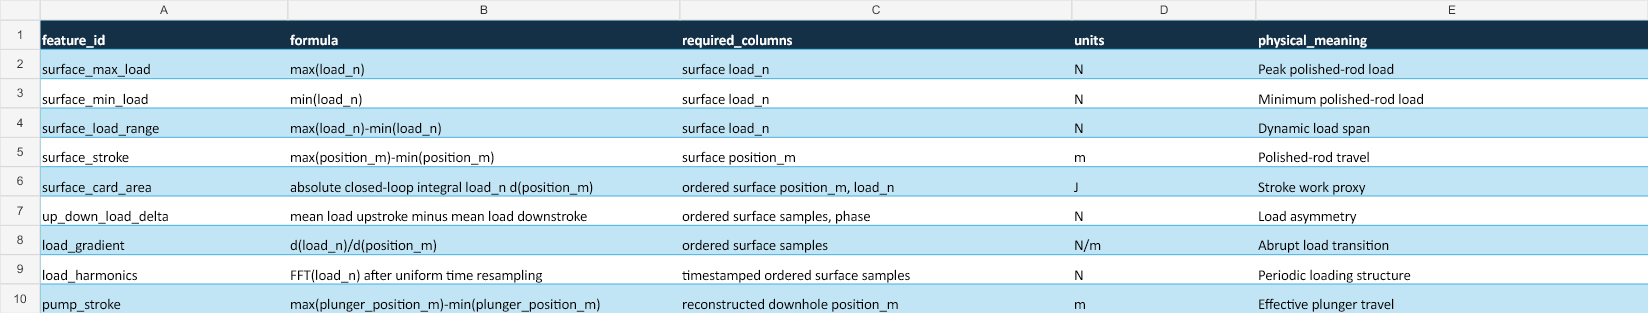 A B C D E
1 feature_id formula required_columns units physical_meaning
2 surface_max_load max(load_n) surface load_n N Peak polished-rod load
3 surface_min_load min(load_n) surface load_n N Minimum polished-rod load
4 surface_load_range max(load_n)-min(load_n) surface load_n N Dynamic load span
5 surface_stroke max(position_m)-min(position_m) surface position_m m Polished-rod travel
6 surface_card_area absolute closed-loop integral load_n d(position_m) ordered surface position_m, load_n J Stroke work proxy
7 up_down_load_delta mean load upstroke minus mean load downstroke ordered surface samples, phase N Load asymmetry
8 load_gradient d(load_n)/d(position_m) ordered surface samples N/m Abrupt load transition
9 load_harmonics FFT(load_n) after uniform time resampling timestamped ordered surface samples N Periodic loading structure
10 pump_stroke max(plunger_position_m)-min(plunger_position_m) reconstructed downhole position_m m Effective plunger travel